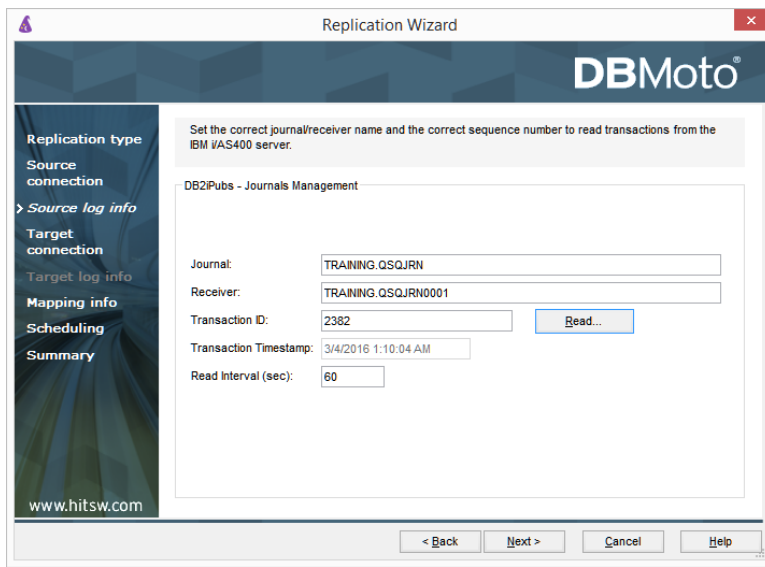 Replication Wizard
DBMoto®
Replication type
Source
connection
Source log info
Target
connection
Target log info
Mapping info
Scheduling
Summary
www.hitsw.com
Set the correct journal/receiver name and the correct sequence number to read transactions from the
IBM i/AS400 server.
DB2iPubs - Journals Management
Journal: TRAINING.QSQJRN
Receiver: TRAINING.QSQJRN0001
Transaction ID: 2382 Read...
Transaction Timestamp: 3/4/2016 1:10:04 AM
Read Interval (sec): 60
< Back Next > Cancel Help